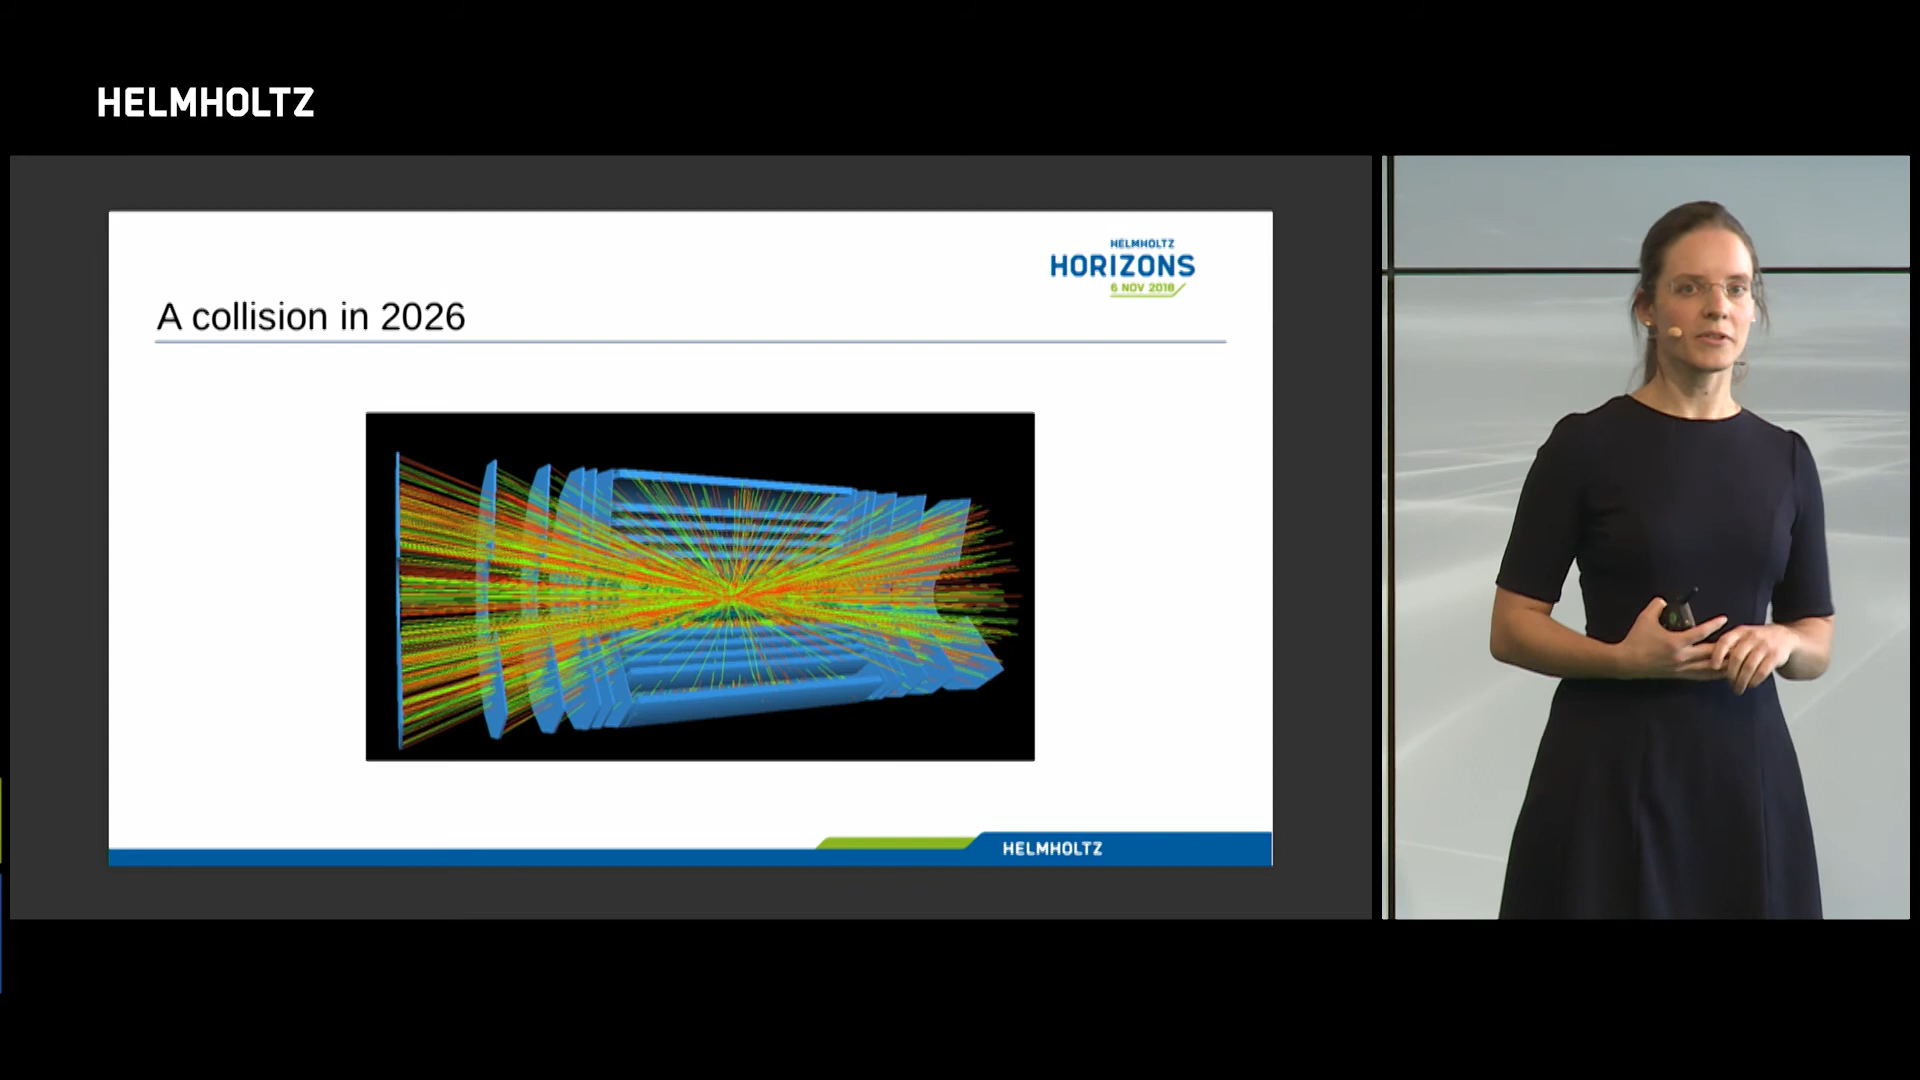 HELMHOLTZ
HELMHOLTZ
HORIZONS
6 NOV 2018
A collision in 2026
HELMHOLTZ